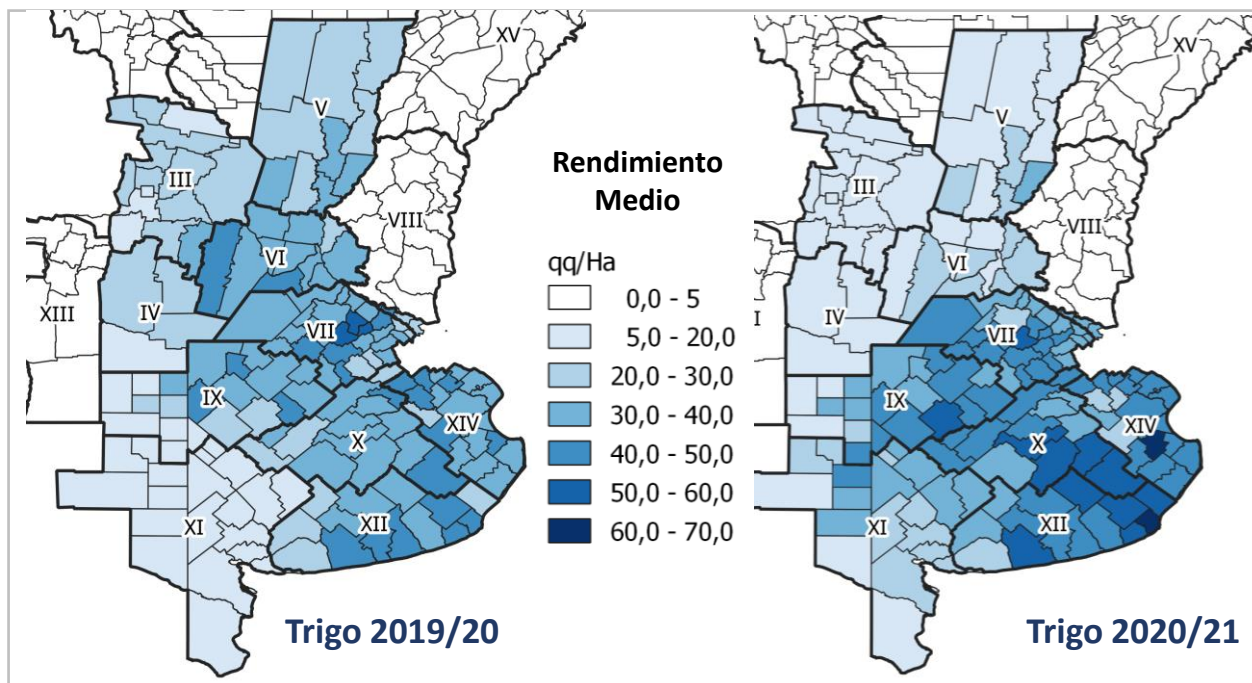 XV
V
III
VIII
VI
XIII
IV
VII
IX
XIV
X
XII
XI
Trigo 2019/20
Rendimiento
Medio
qq/Ha
0,0 - 5
5,0 - 20,0
20,0 - 30,0
30,0 - 40,0
40,0 - 50,0
50,0 - 60,0
60,0 - 70,0
XV
V
III
VIII
VI
I
IV
VII
IX
XIV
X
XII
XI
Trigo 2020/21